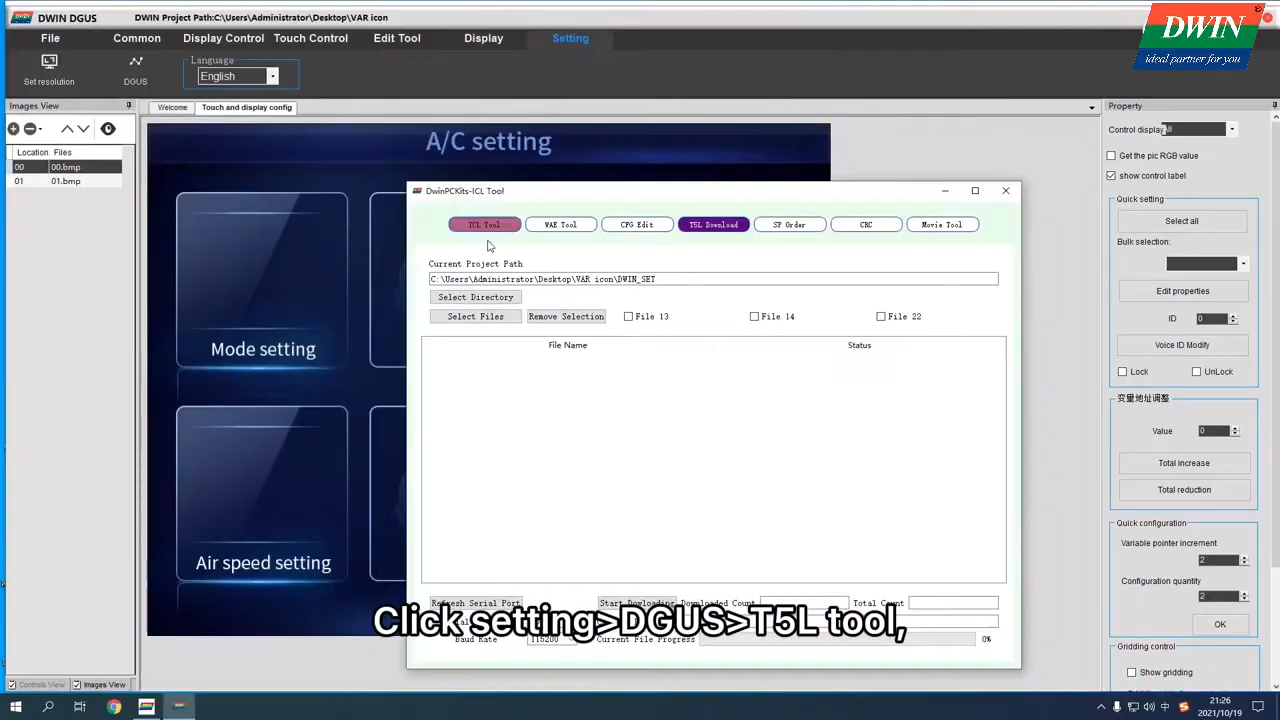 DWIN DGUS
DWIN Project Path:C:\Users\Administrator\Desktop\VAR icon
DWIN
ideal partner for you
File
Common
Display Control
Touch Control
Edit Tool
Display
Setting
Language
English
Set resolution
DGUS
Images View
Welcome
Touch and display config
Property
Location Files
00 00.bmp
01 01.bmp
A/C setting
Mode setting
Air speed setting
DwinPCKits-ICL Tool
ICL Tool
WAE Tool
CFG Edit
T5L Download
SP Order
CRC
Movie Tool
Current Project Path
C:\Users\Administrator\Desktop\VAR icon\DWIN_SET
Select Directory
Select Files
Remove Selection
File 13
File 14
File 22
File Name
Status
Refresh Serial Port
Start Dowloading
Downloaded Count
Total Count
Baud Rate
115200
Current File Progress
0%
Click setting>DGUS>T5L tool,
Control display
All
Get the pic RGB value
show control label
Quick setting
Select all
Bulk selection:
Edit properties
ID
0
Voice ID Modify
Lock
UnLock
变量地址调整
Value
0
Total increase
Total reduction
Quick configuration
Variable pointer increment
2
Configuration quantity
2
OK
Gridding control
Show gridding
Controls View
Images View
中
21:26
2021/10/19